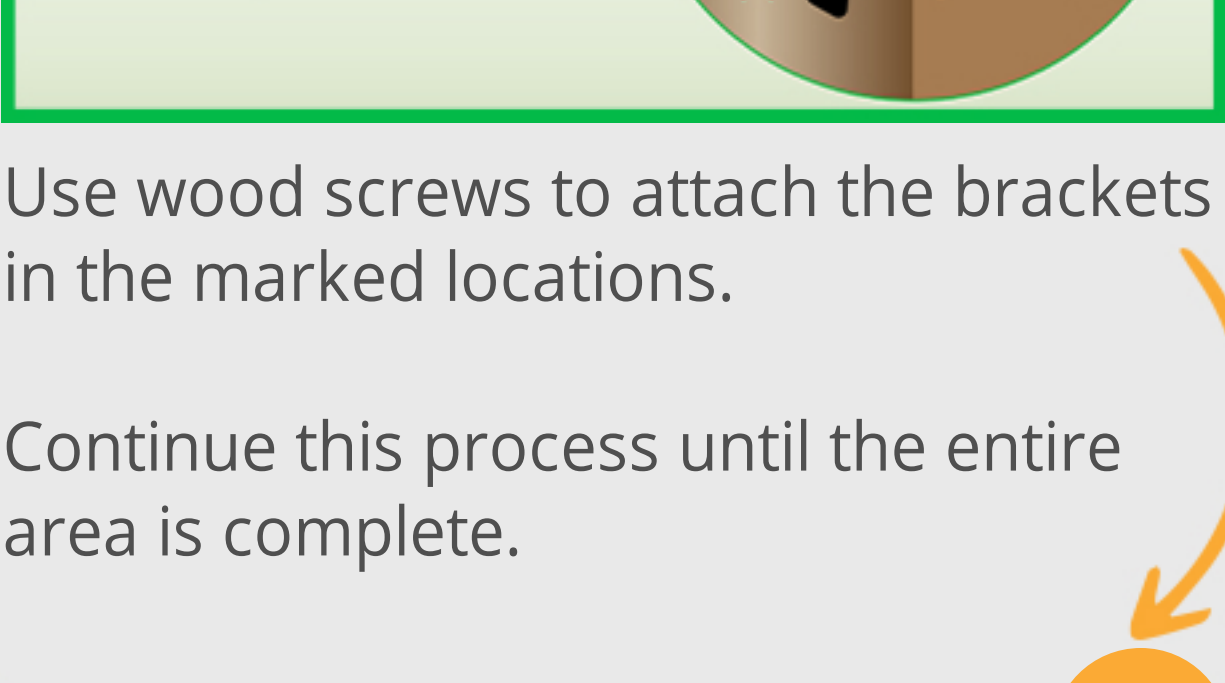 Use wood screws to attach the brackets
in the marked locations.
Continue this process until the entire
area is complete.